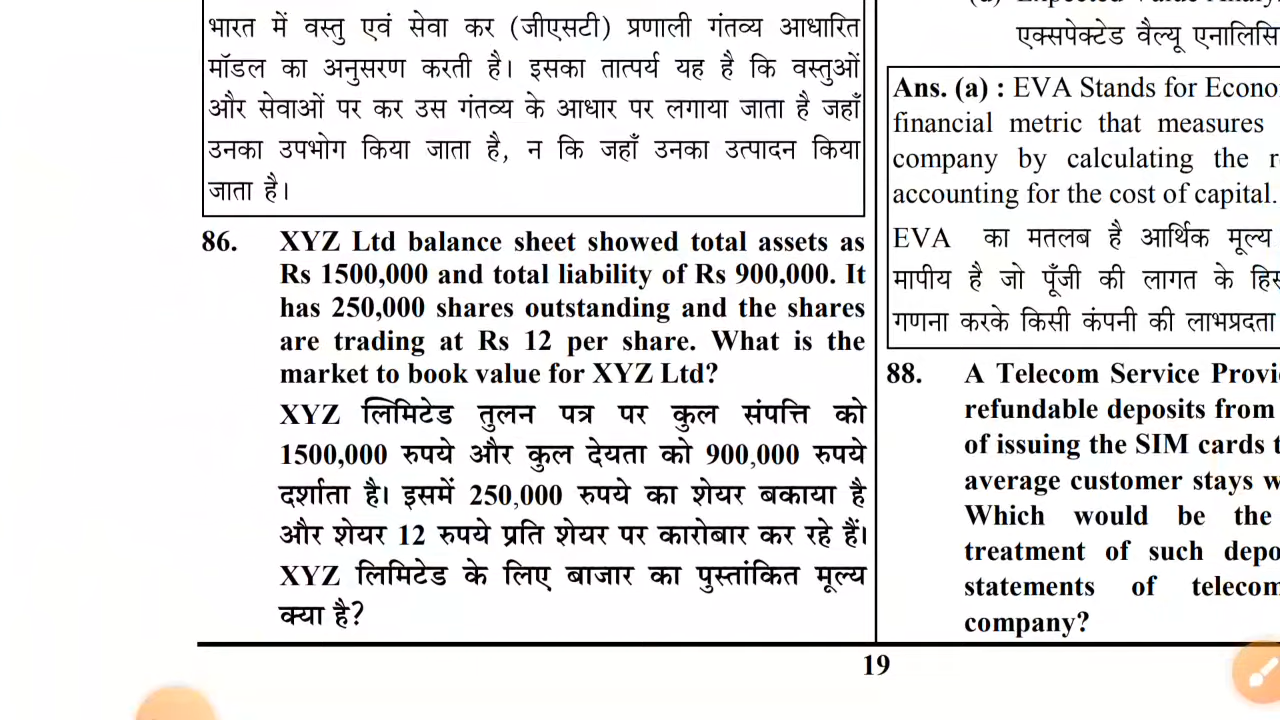 भारत में वस्तु एवं सेवा कर (जीएसटी) प्रणाली गंतव्य आधारित
मॉडल का अनुसरण करती है। इसका तात्पर्य यह है कि वस्तुओं
और सेवाओं पर कर उस गंतव्य के आधार पर लगाया जाता है जहाँ
उनका उपभोग किया जाता है, न कि जहाँ उनका उत्पादन किया
जाता है।
86. XYZ Ltd balance sheet showed total assets as
Rs 1500,000 and total liability of Rs 900,000. It
has 250,000 shares outstanding and the shares
are trading at Rs 12 per share. What is the
market to book value for XYZ Ltd?
XYZ लिमिटेड तुलन पत्र पर कुल संपत्ति को
1500,000 रुपये और कुल देयता को 900,000 रुपये
दर्शाता है। इसमें 250,000 रुपये का शेयर बकाया है
और शेयर 12 रुपये प्रति शेयर पर कारोबार कर रहे हैं।
XYZ लिमिटेड के लिए बाजार का पुस्तांकित मूल्य
क्या है?
एक्सपेक्टेड वैल्यू
Ans. (a) : EVA Stands for
financial metric that measures
company by calculating the
accounting for the cost of capital.
EVA का मतलब है आर्थिक मूल्य
मापीय है जो पूँजी की लागत के
गणना करके किसी कंपनी की लाभप्रदता
88. A Telecom Service
refundable deposits from
of issuing the SIM cards
average customer stays
Which would be the
treatment of such
statements of
company?
19